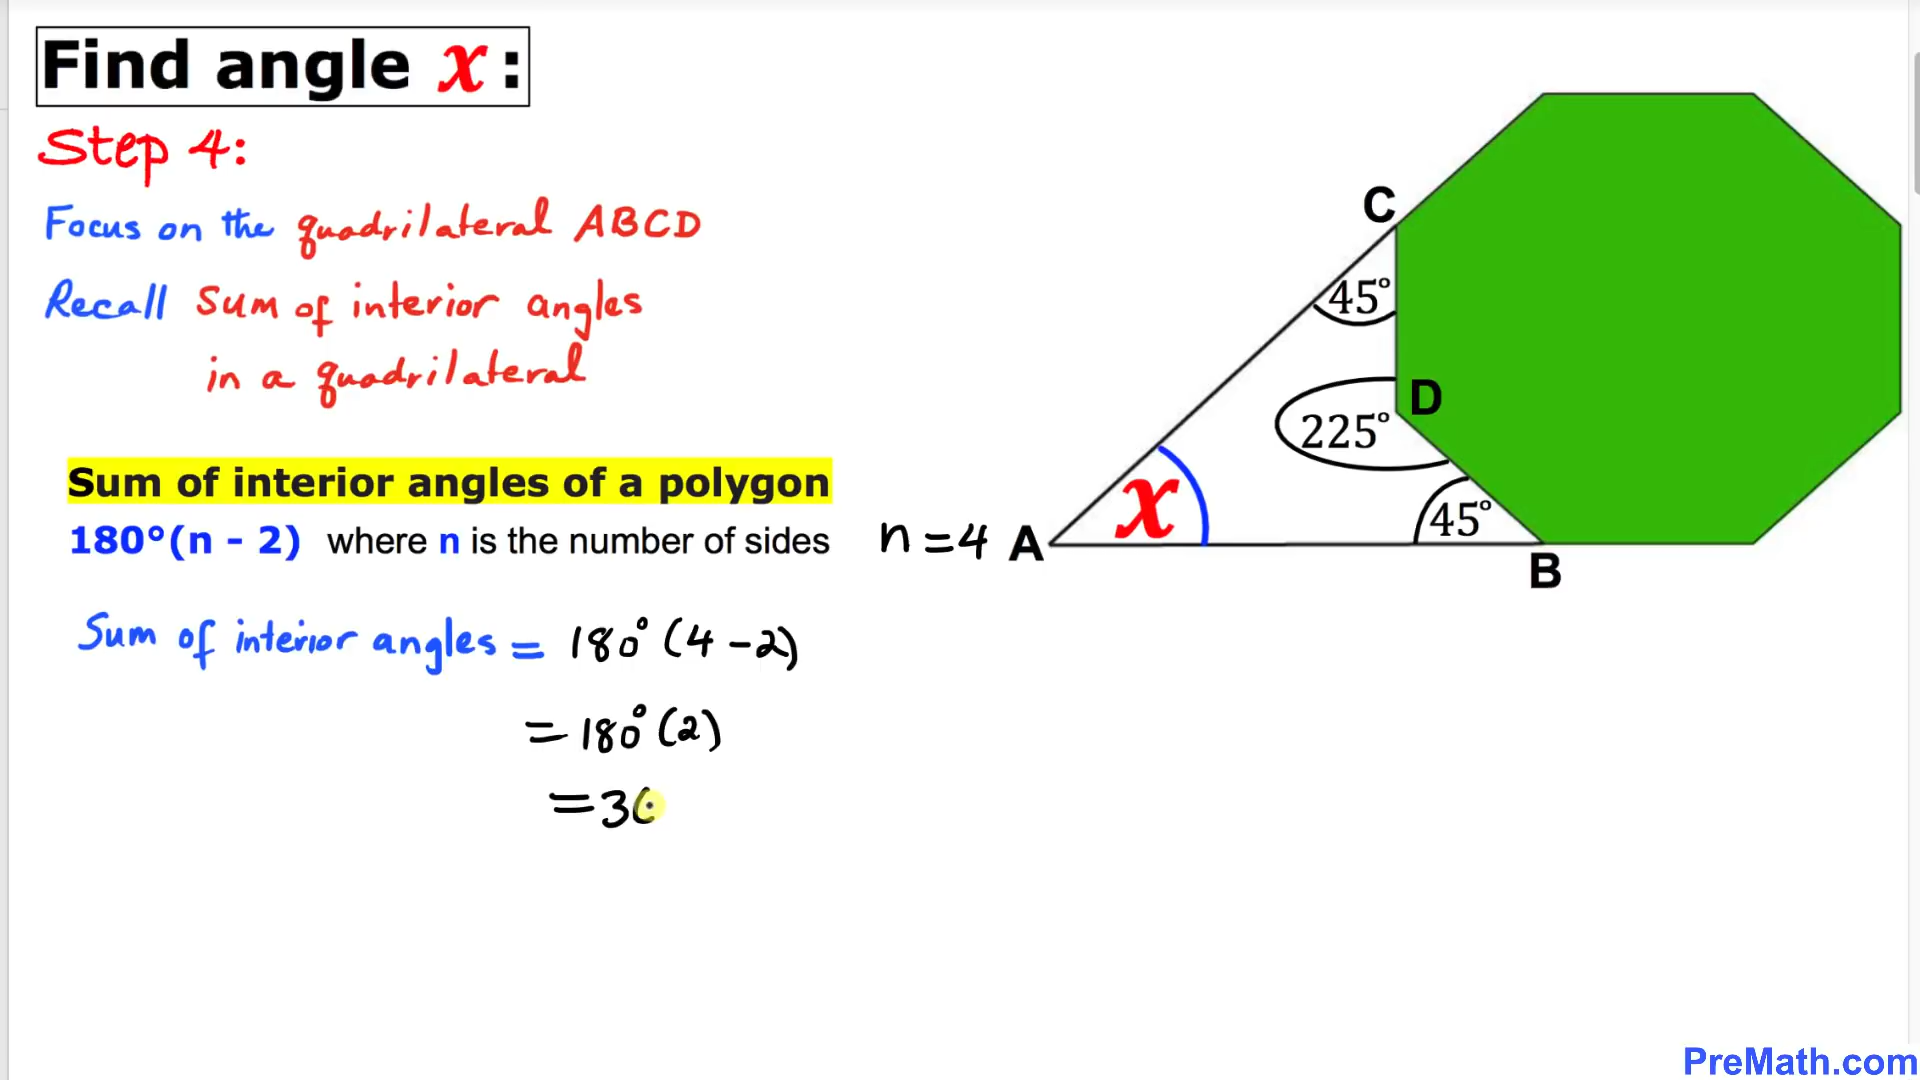 Find angle x :
Step 4:
Focus on the quadrilateral ABCD
Recall Sum of interior angles
in a quadrilateral
Sum of interior angles of a polygon
180°(n - 2) where n is the number of sides
n = 4
Sum of interior angles = 180° (4 - 2)
= 180° (2)
= 36
C
45°
D
225°
x
45°
A
B
PreMath.com